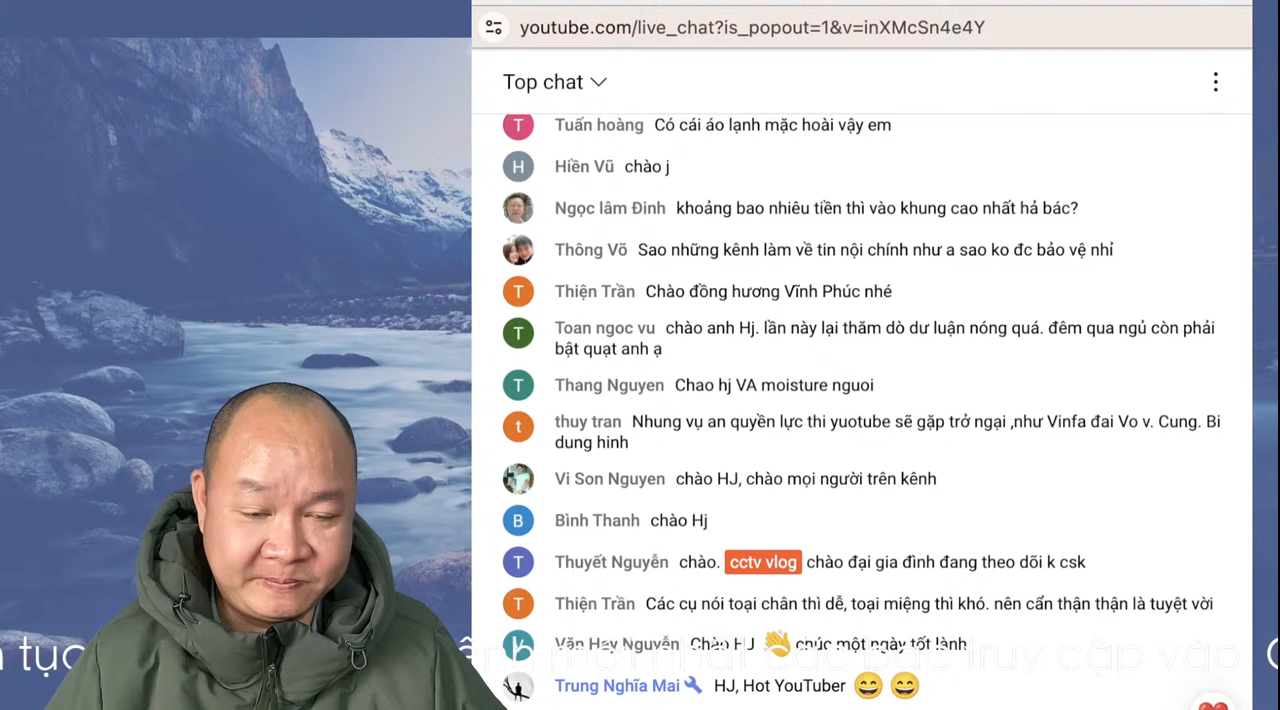 youtube.com/live_chat?is_popout=1&v=inXMcSn4e4Y
Top chat
T Tuấn hoàng Có cái áo lạnh mặc hoài vậy em
H Hiền Vũ chào j
Ngọc lâm Đinh khoảng bao nhiêu tiền thì vào khung cao nhất hả bác?
Thông Võ Sao những kênh làm về tin nội chính như a sao ko đc bảo vệ nhỉ
T Thiện Trần Chào đồng hương Vĩnh Phúc nhé
T Toan ngoc vu chào anh Hj. lần này lại thăm dò dư luận nóng quá. đêm qua ngủ còn phải
bật quạt anh ạ
T Thang Nguyen Chao hj VA moisture nguoi
t thuy tran Nhung vụ an quyền lực thi yuotube sẽ gặp trở ngại ,như Vinfa đai Vo v. Cung. Bi
dung hinh
Vi Son Nguyen chào HJ, chào mọi người trên kênh
B Bình Thanh chào Hj
T Thuyết Nguyễn chào. cctv vlog chào đại gia đình đang theo dõi k csk
T Thiện Trần Các cụ nói toại chân thì dễ, toại miệng thì khó. nên cẩn thận thận là tuyệt vời
V Văn Hay Nguyễn Chào HJ 👏 chúc một ngày tốt lành
tục các bác truy cập vào
Trung Nghĩa Mai HJ, Hot YouTuber 😄 😄